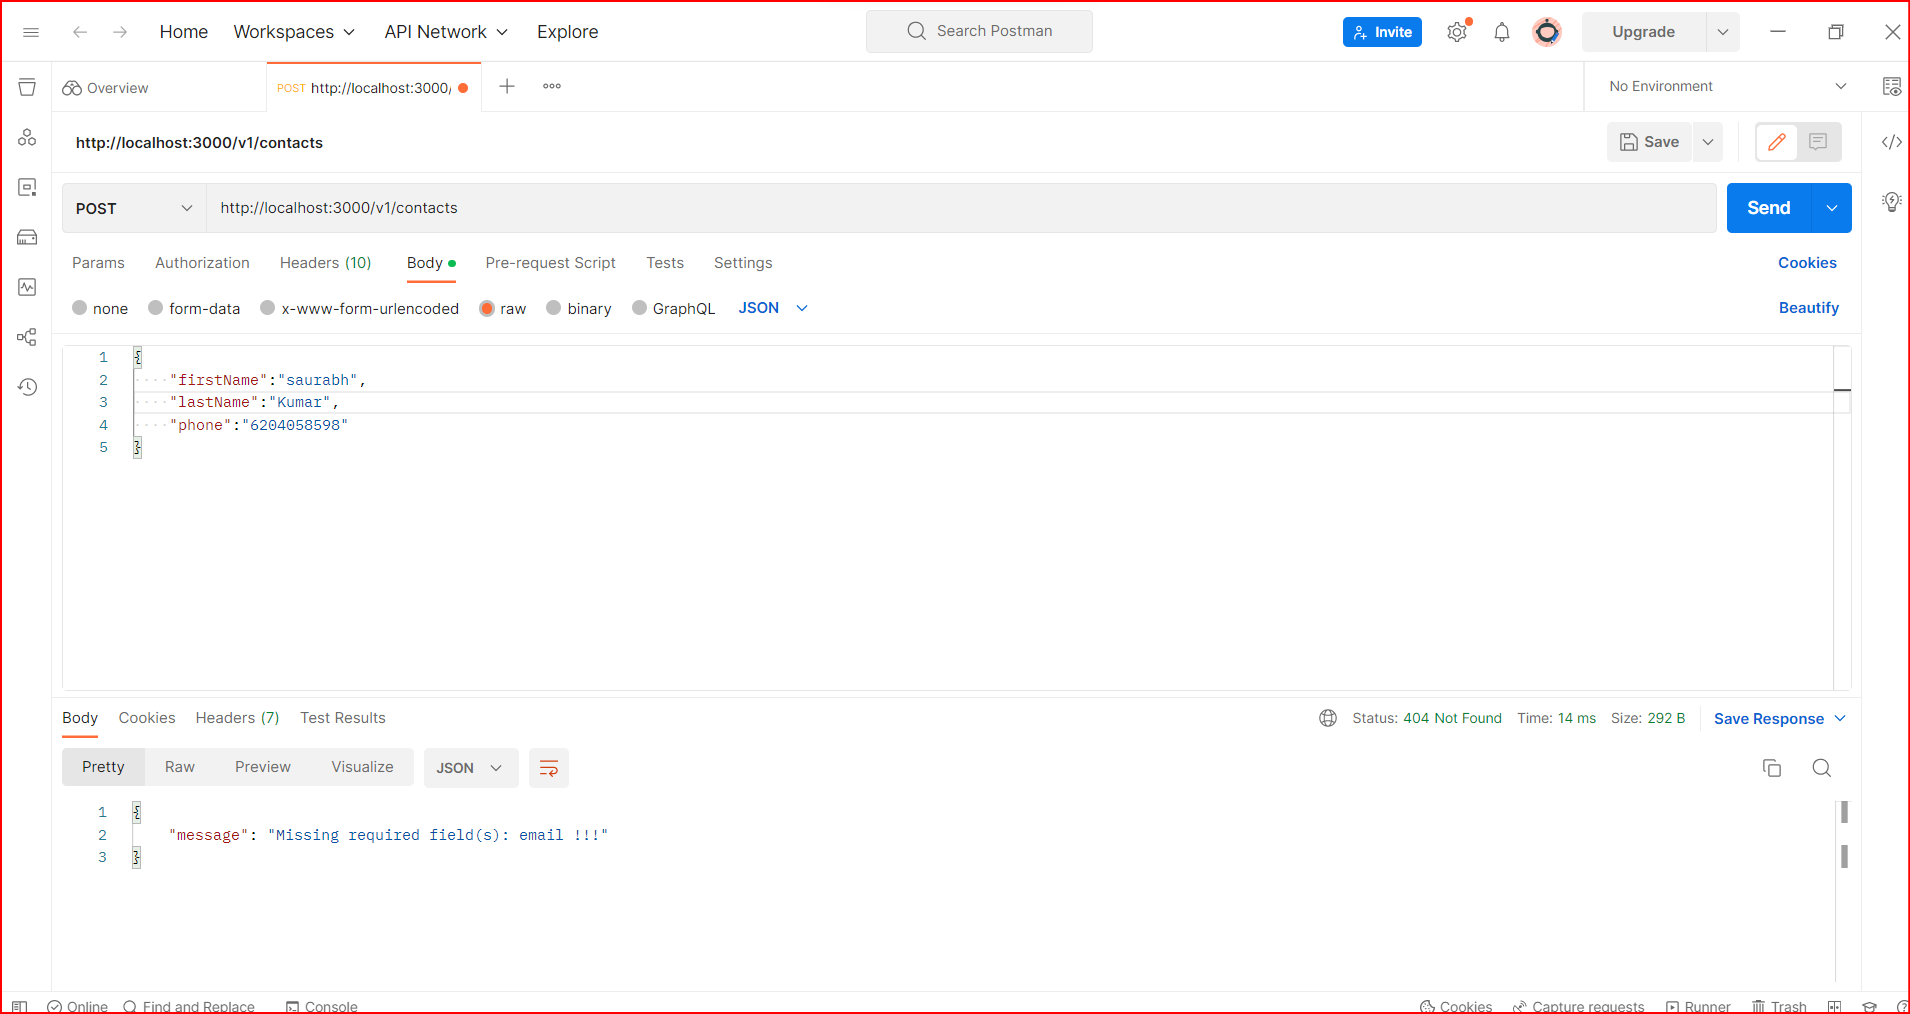 Home Workspaces API Network Explore Search Postman Invite Upgrade
Overview POST http://localhost:3000/ No Environment
http://localhost:3000/v1/contacts Save
POST http://localhost:3000/v1/contacts Send
Params Authorization Headers (10) Body Pre-request Script Tests Settings Cookies
none form-data x-www-form-urlencoded raw binary GraphQL JSON Beautify
1 {
2 "firstName":"saurabh",
3 "lastName":"Kumar",
4 "phone":"6204058598"
5 }
Body Cookies Headers (7) Test Results Status: 404 Not Found Time: 14 ms Size: 292 B Save Response
Pretty Raw Preview Visualize JSON
1 {
2 "message": "Missing required field(s): email !!!"
3 }
Online Find and Replace Console Cookies Capture requests Runner Trash